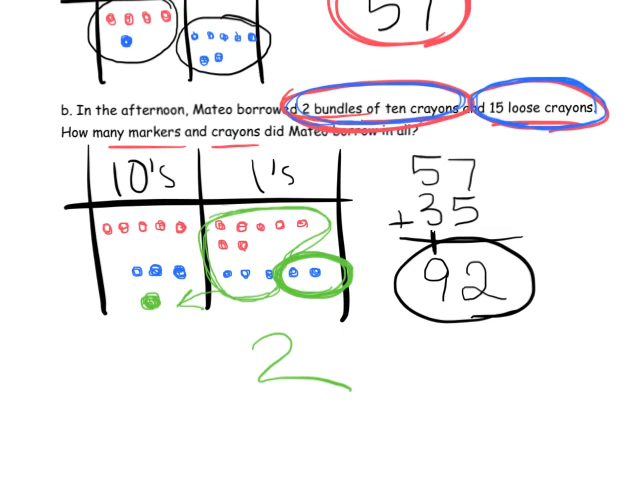 57
b. In the afternoon, Mateo borrowed 2 bundles of ten crayons and 15 loose crayons.
How many markers and crayons did Mateo borrow in all?
10's 1's
57
+35
92
2